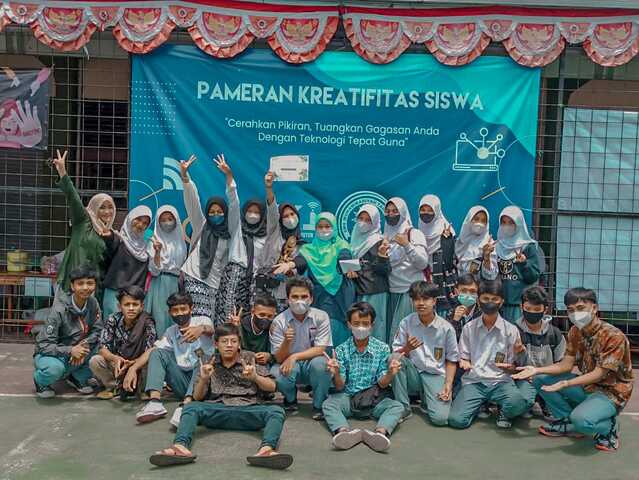 PAMERAN KREATIFITAS SISWA
"Cerahkan Pikiran, Tuangkan Gagasan Anda
Dengan Teknologi Tepat Guna"